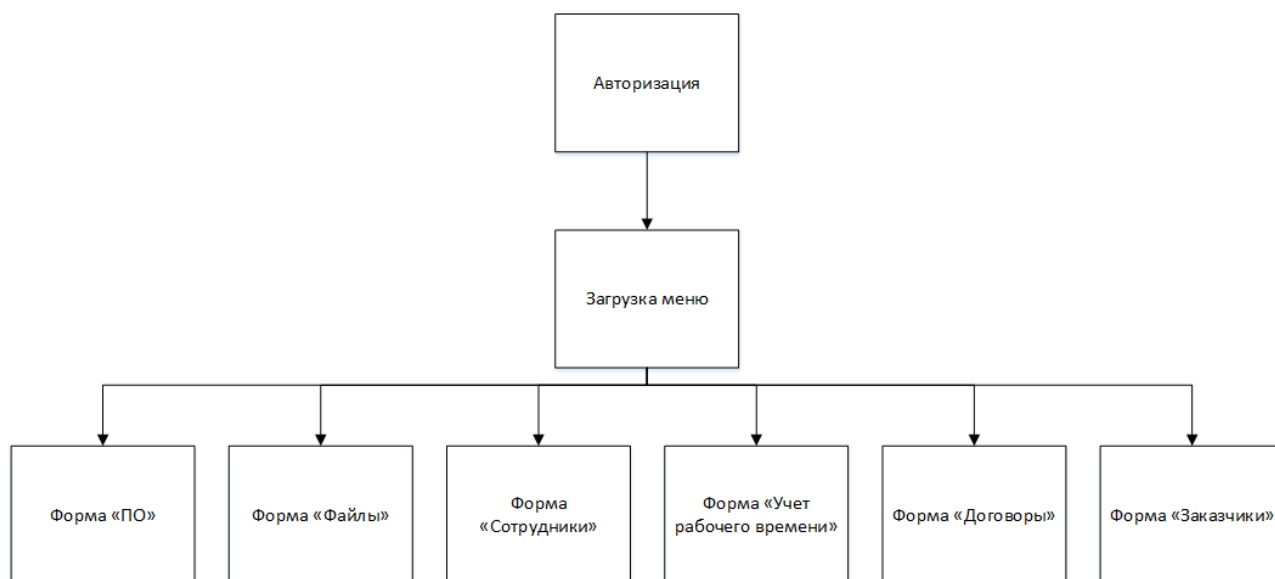 Авторизация
Загрузка меню
Форма «ПО»
Форма «Файлы»
Форма
«Сотрудники»
Форма «Учет
рабочего времени»
Форма «Договоры»
Форма «Заказчики»